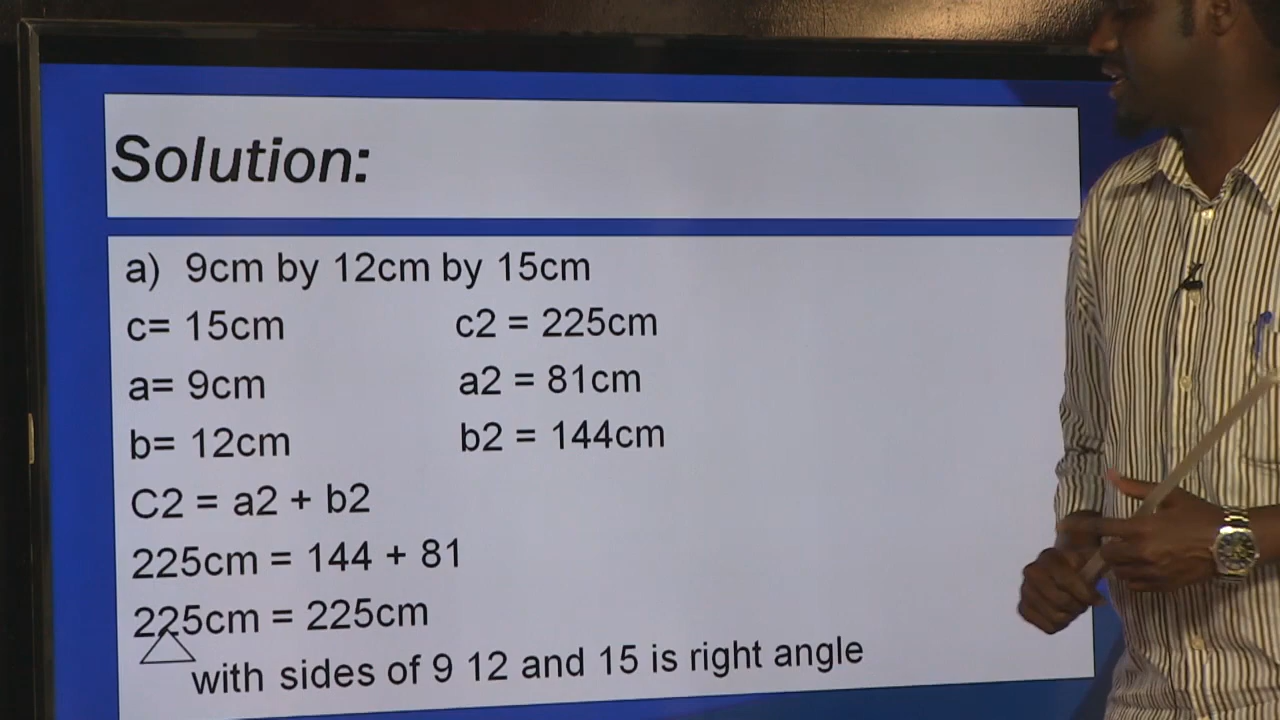 Solution:
a) 9cm by 12cm by 15cm
c= 15cm c2 = 225cm
a= 9cm a2 = 81cm
b= 12cm b2 = 144cm
C2 = a2 + b2
225cm = 144 + 81
225cm = 225cm
with sides of 9 12 and 15 is right angle